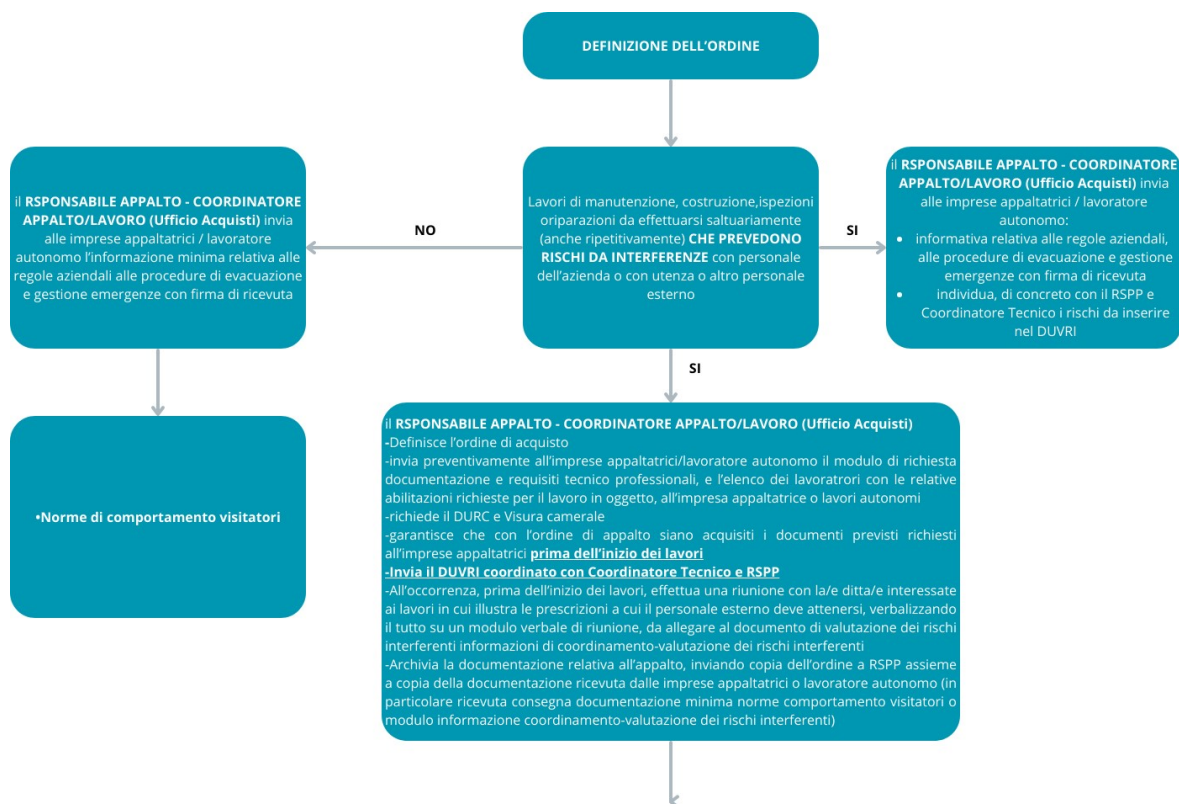 DEFINIZIONE DELL'ORDINE
il RSPONSABILE APPALTO - COORDINATORE
APPALTO/LAVORO (Ufficio Acquisti) invia
alle imprese appaltatrici / lavoratore
autonomo l'informazione minima relativa alle
regole aziendali alle procedure di evacuazione
e gestione emergenze con firma di ricevuta
NO
Lavori di manutenzione, costruzione,ispezioni
oriparazioni da effettuarsi saltuariamente
(anche ripetitivamente) CHE PREVEDONO
RISCHI DA INTERFERENZE con personale
dell'azienda o con utenza o altro personale
esterno
SI
il RSPONSABILE APPALTO - COORDINATORE
APPALTO/LAVORO (Ufficio Acquisti) invia
alle imprese appaltatrici / lavoratore
autonomo:
• informativa relativa alle regole aziendali,
alle procedure di evacuazione e gestione
emergenze con firma di ricevuta
• individua, di concreto con il RSPP e
Coordinatore Tecnico i rischi da inserire
nel DUVRI
SI
•Norme di comportamento visitatori
il RSPONSABILE APPALTO - COORDINATORE APPALTO/LAVORO (Ufficio Acquisti)
-Definisce l'ordine di acquisto
-invia preventivamente all'imprese appaltatrici/lavoratore autonomo il modulo di richiesta
documentazione e requisiti tecnico professionali, e l'elenco dei lavoratrori con le relative
abilitazioni richieste per il lavoro in oggetto, all'impresa appaltatrice o lavori autonomi
-richiede il DURC e Visura camerale
-garantisce che con l'ordine di appalto siano acquisiti i documenti previsti richiesti
all'imprese appaltatrici prima dell'inizio dei lavori
-Invia il DUVRI coordinato con Coordinatore Tecnico e RSPP
-All'occorrenza, prima dell'inizio dei lavori, effettua una riunione con la/e ditta/e interessate
ai lavori in cui illustra le prescrizioni a cui il personale esterno deve attenersi, verbalizzando
il tutto su un modulo verbale di riunione, da allegare al documento di valutazione dei rischi
interferenti informazioni di coordinamento-valutazione dei rischi interferenti
-Archivia la documentazione relativa all'appalto, inviando copia dell'ordine a RSPP assieme
a copia della documentazione ricevuta dalle imprese appaltatrici o lavoratore autonomo (in
particolare ricevuta consegna documentazione minima norme comportamento visitatori o
modulo informazione coordinamento-valutazione dei rischi interferenti)